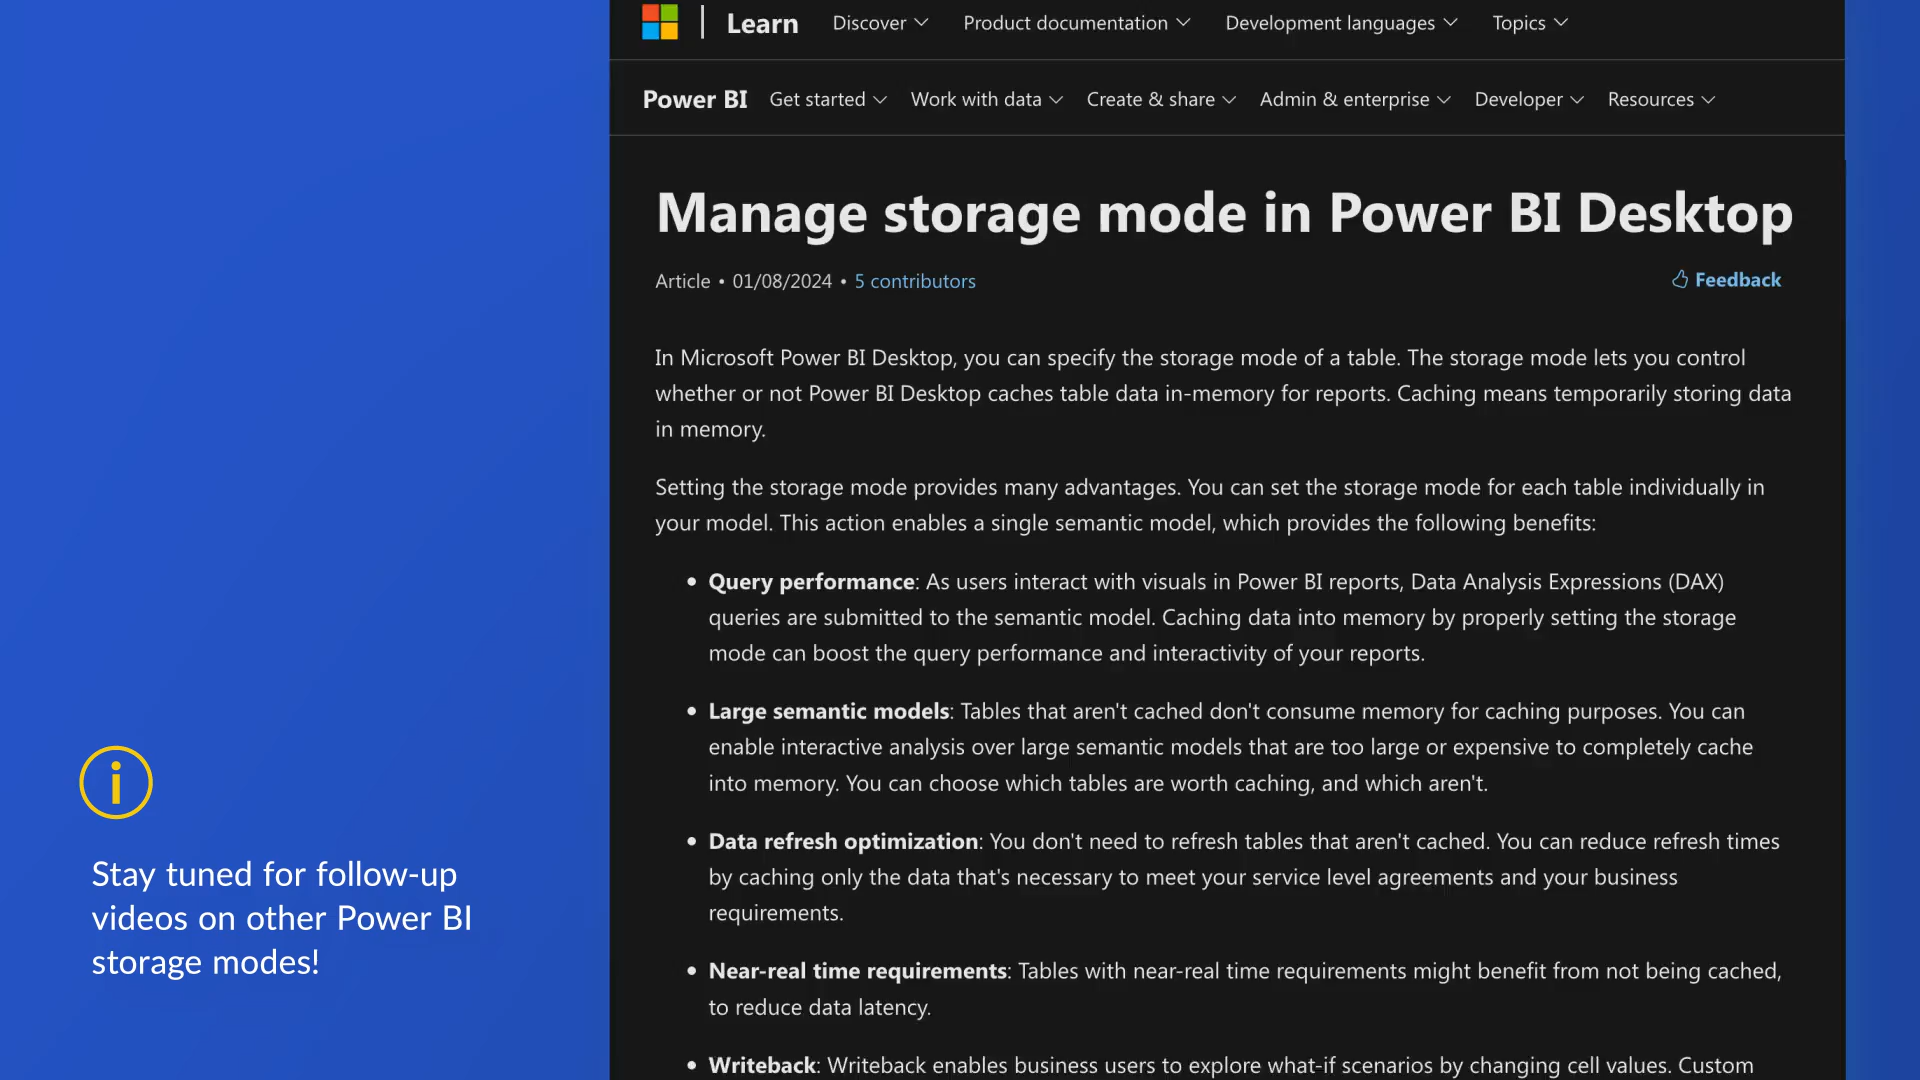 Learn Discover Product documentation Development languages Topics
Power BI Get started Work with data Create & share Admin & enterprise Developer Resources
Manage storage mode in Power BI Desktop
Article • 01/08/2024 • 5 contributors
Feedback
In Microsoft Power BI Desktop, you can specify the storage mode of a table. The storage mode lets you control
whether or not Power BI Desktop caches table data in-memory for reports. Caching means temporarily storing data
in memory.
Setting the storage mode provides many advantages. You can set the storage mode for each table individually in
your model. This action enables a single semantic model, which provides the following benefits:
• Query performance: As users interact with visuals in Power BI reports, Data Analysis Expressions (DAX)
queries are submitted to the semantic model. Caching data into memory by properly setting the storage
mode can boost the query performance and interactivity of your reports.
• Large semantic models: Tables that aren't cached don't consume memory for caching purposes. You can
enable interactive analysis over large semantic models that are too large or expensive to completely cache
into memory. You can choose which tables are worth caching, and which aren't.
• Data refresh optimization: You don't need to refresh tables that aren't cached. You can reduce refresh times
by caching only the data that's necessary to meet your service level agreements and your business
requirements.
• Near-real time requirements: Tables with near-real time requirements might benefit from not being cached,
to reduce data latency.
• Writeback: Writeback enables business users to explore what-if scenarios by changing cell values. Custom
Stay tuned for follow-up
videos on other Power BI
storage modes!